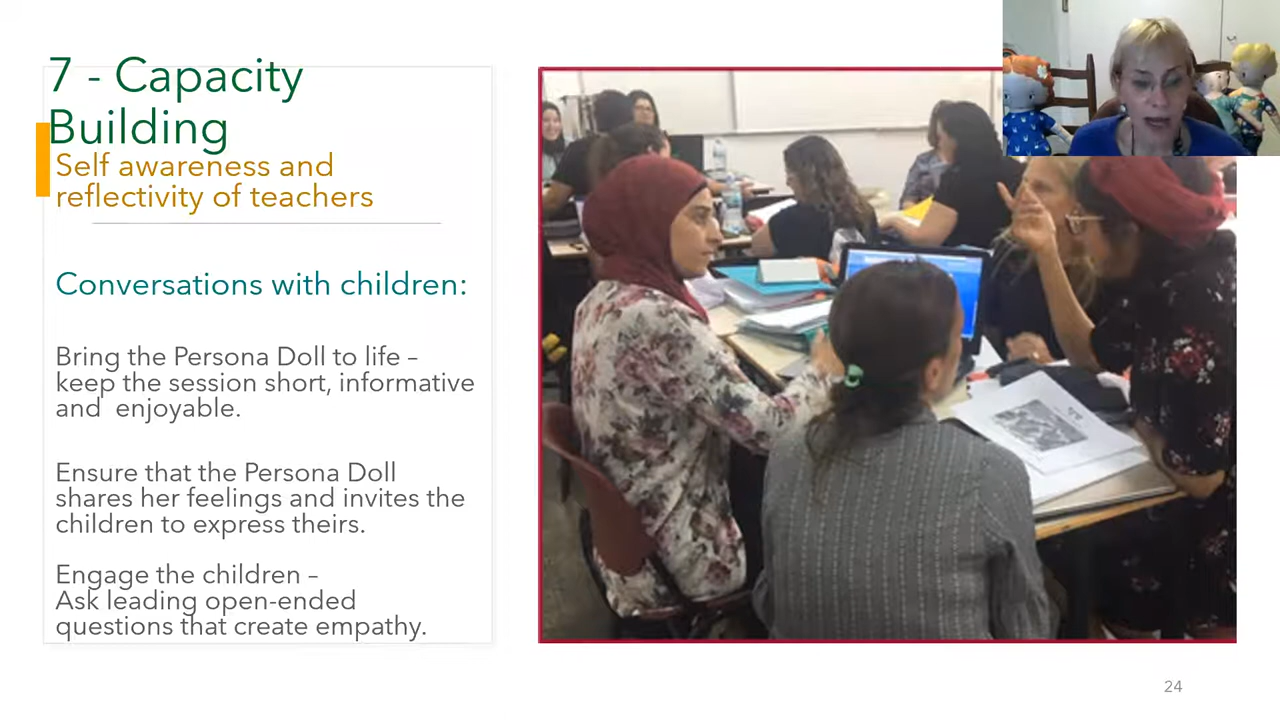 7 - Capacity
Building
Self awareness and
reflectivity of teachers
Conversations with children:
Bring the Persona Doll to life –
keep the session short, informative
and  enjoyable.
Ensure that the Persona Doll
shares her feelings and invites the
children to express theirs.
Engage the children –
Ask leading open-ended
questions that create empathy.
24